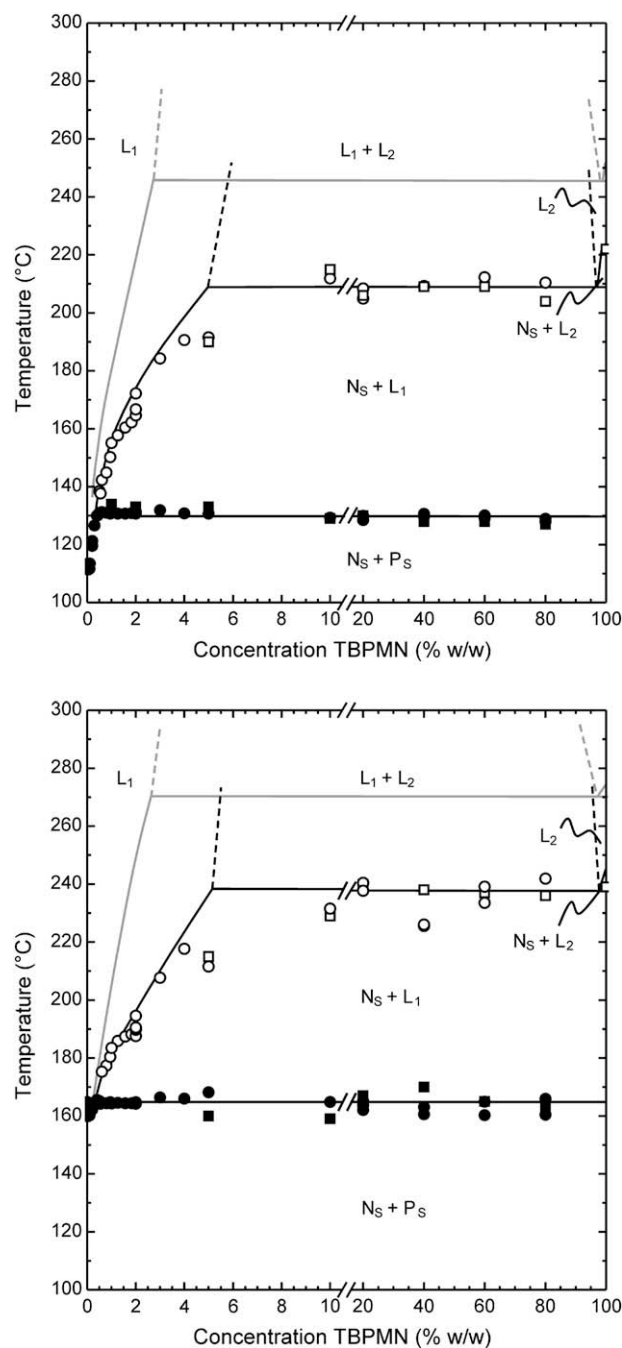 300
280
260
240
220
200
180
160
140
120
100
Temperature (°C)
L1
L1 + L2
L2
NS + L2
NS + L1
NS + PS
0 2 4 6 8 10 20 40 60 80 100
Concentration TBPMN (% w/w)
300
280
260
240
220
200
180
160
140
120
100
Temperature (°C)
L1
L1 + L2
L2
NS + L2
NS + L1
NS + PS
0 2 4 6 8 10 20 40 60 80 100
Concentration TBPMN (% w/w)